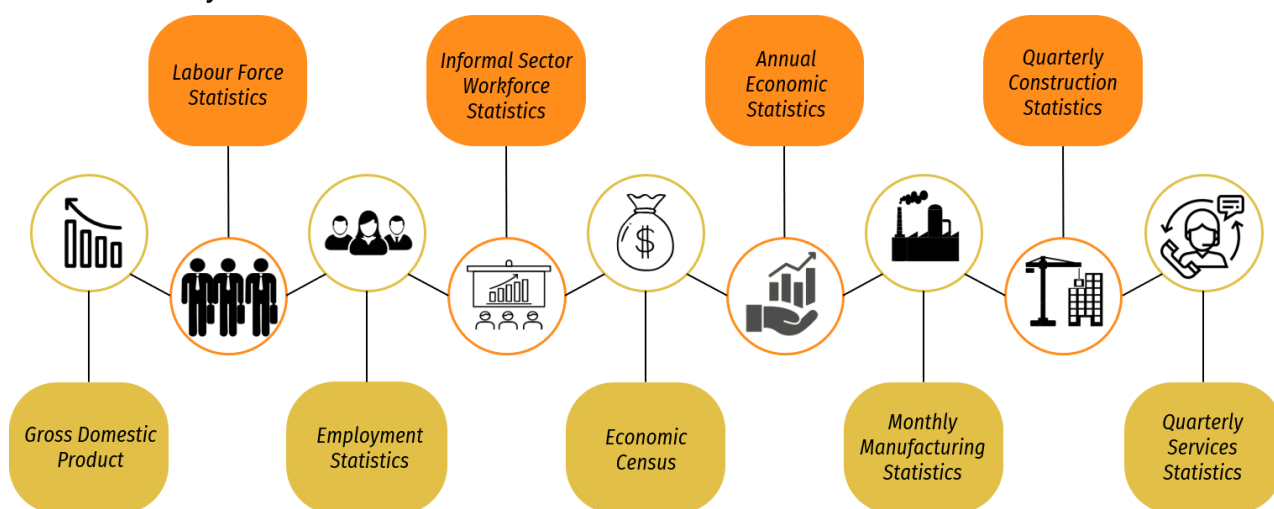 Labour Force
Statistics
Informal Sector
Workforce
Statistics
Annual
Economic
Statistics
Quarterly
Construction
Statistics
$
Gross Domestic
Product
Employment
Statistics
Economic
Census
Monthly
Manufacturing
Statistics
Quarterly
Services
Statistics